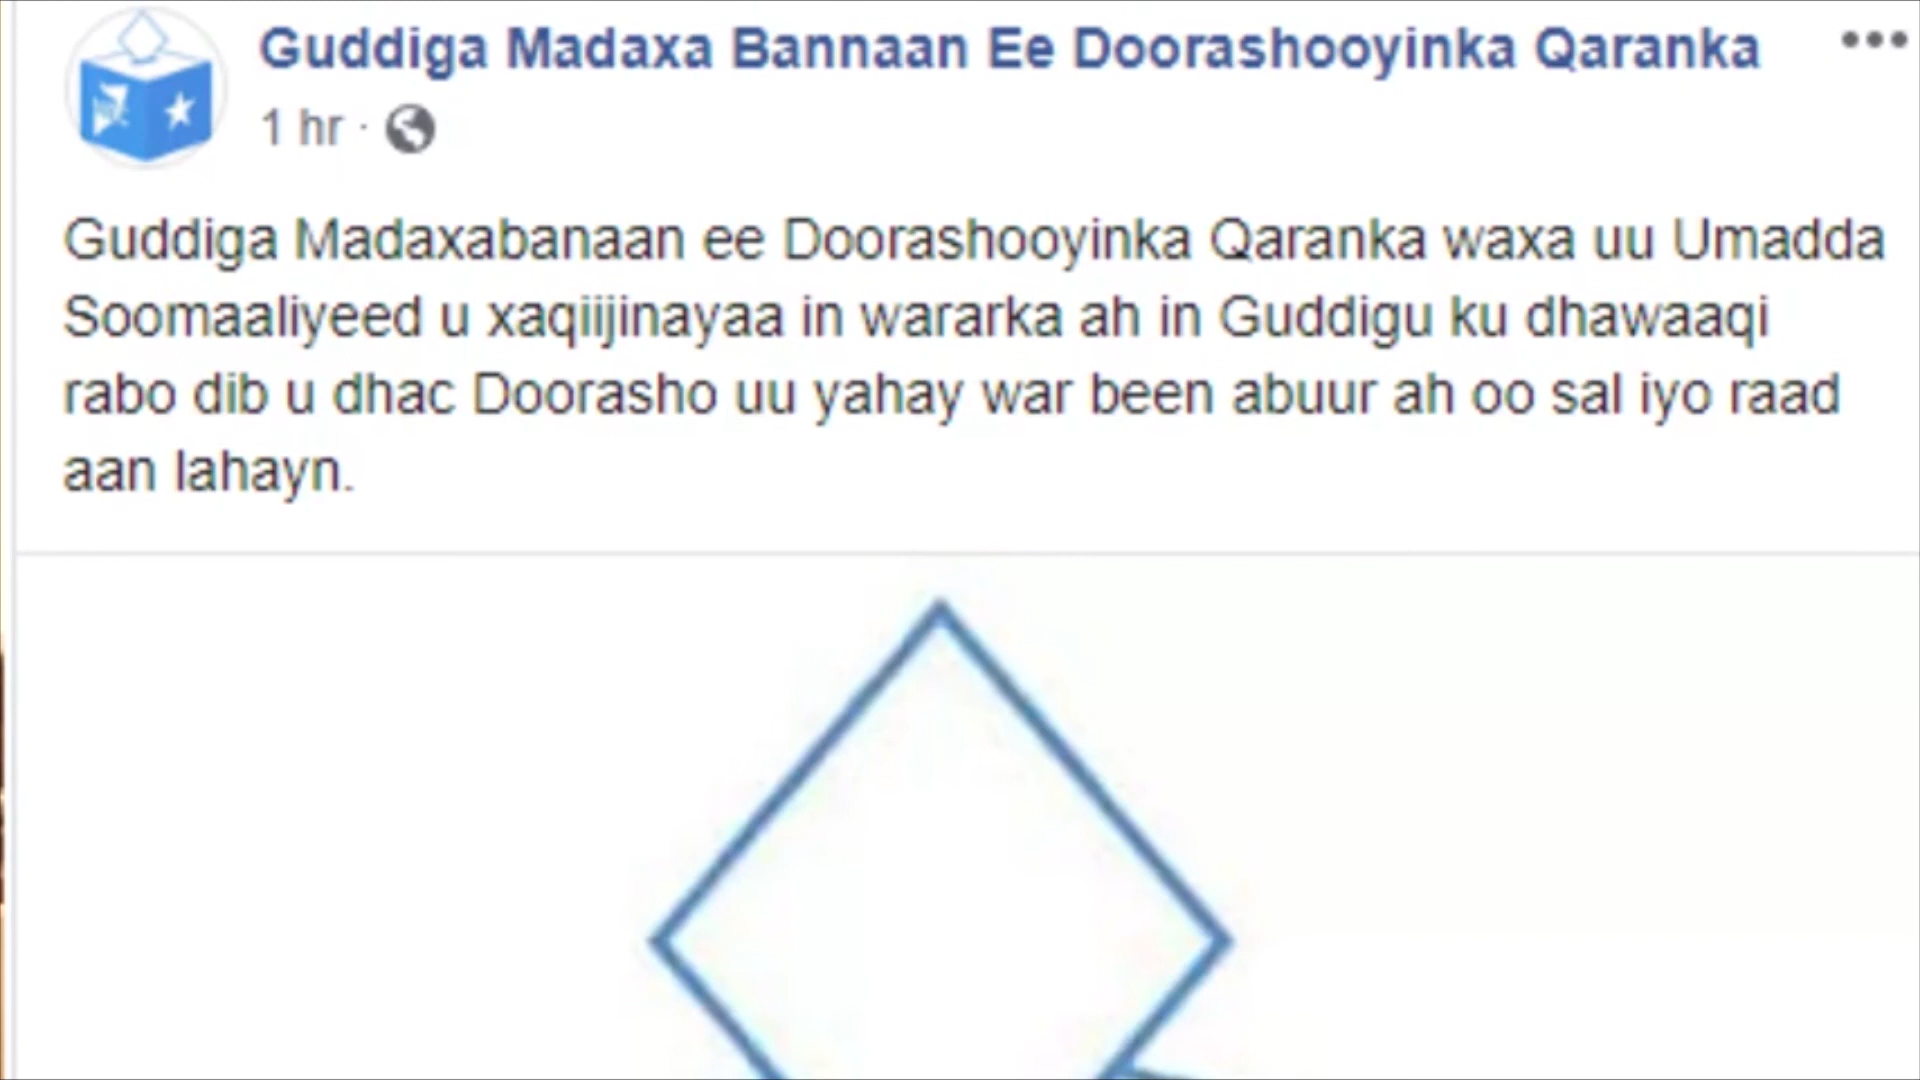 Guddiga Madaxa Bannaan Ee Doorashooyinka Qaranka
1 hr ·
Guddiga Madaxabanaan ee Doorashooyinka Qaranka waxa uu Umadda
Soomaaliyeed u xaqiijinayaa in wararka ah in Guddigu ku dhawaaqi
rabo dib u dhac Doorasho uu yahay war been abuur ah oo sal iyo raad
aan lahayn.